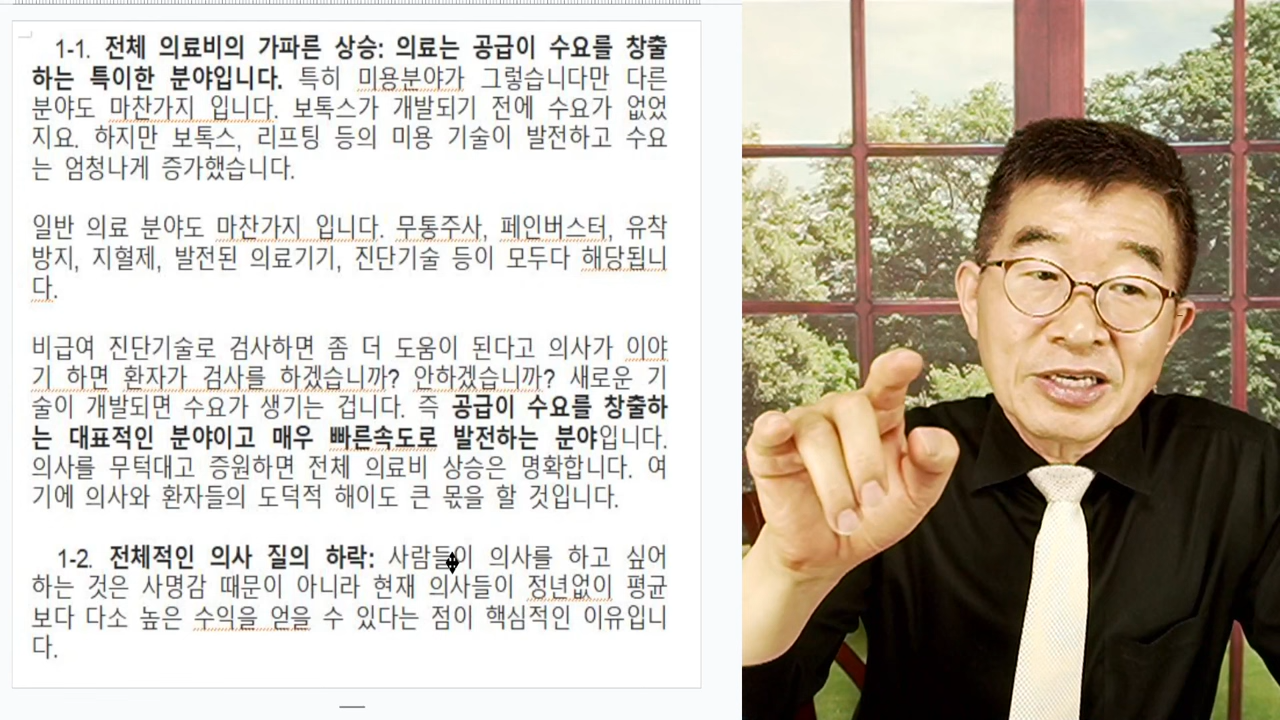 1-1. 전체 의료비의 가파른 상승: 의료는 공급이 수요를 창출
하는 특이한 분야입니다. 특히 미용분야가 그렇습니다만 다른
분야도 마찬가지 입니다. 보톡스가 개발되기 전에 수요가 없었
지요. 하지만 보톡스, 리프팅 등의 미용 기술이 발전하고 수요
는 엄청나게 증가했습니다.
일반 의료 분야도 마찬가지 입니다. 무통주사, 페인버스터, 유착
방지, 지혈제, 발전된 의료기기, 진단기술 등이 모두다 해당됩니
다.
비급여 진단기술로 검사하면 좀 더 도움이 된다고 의사가 이야
기 하면 환자가 검사를 하겠습니까? 안하겠습니까? 새로운 기
술이 개발되면 수요가 생기는 겁니다. 즉 공급이 수요를 창출하
는 대표적인 분야이고 매우 빠른속도로 발전하는 분야입니다.
의사를 무턱대고 증원하면 전체 의료비 상승은 명확합니다. 여
기에 의사와 환자들의 도덕적 해이도 큰 몫을 할 것입니다.
1-2. 전체적인 의사 질의 하락: 사람들이 의사를 하고 싶어
하는 것은 사명감 때문이 아니라 현재 의사들이 정년없이 평균
보다 다소 높은 수익을 얻을 수 있다는 점이 핵심적인 이유입니
다.